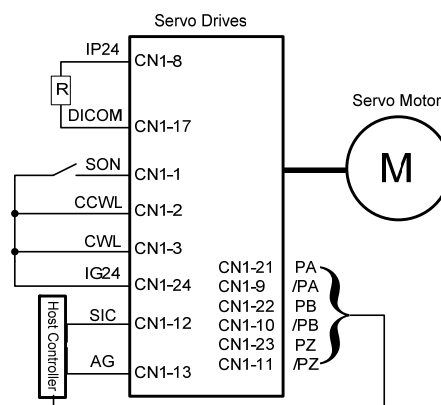 Servo Drives
IP24
CN1-8
R
DICOM
CN1-17
Servo Motor
M
SON
CN1-1
CCWL
CN1-2
CWL
CN1-3
IG24
CN1-24
SIC
CN1-12
AG
CN1-13
Host Controller
CN1-21 PA
CN1-9 /PA
CN1-22 PB
CN1-10 /PB
CN1-23 PZ
CN1-11 /PZ